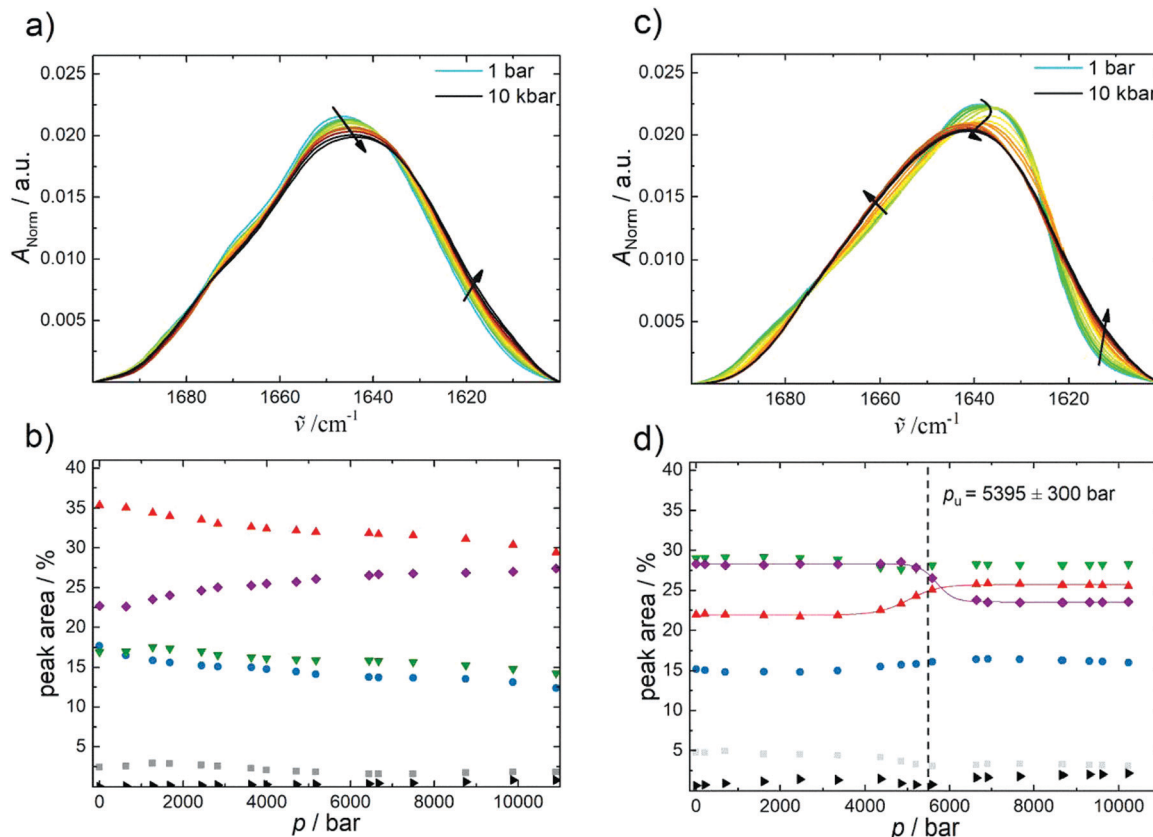 a)
0.025
0.020
0.015
0.010
0.005
A_Norm / a.u.
1 bar
10 kbar
1680 1660 1640 1620
ṽ /cm⁻¹
c)
0.025
0.020
0.015
0.010
0.005
A_Norm / a.u.
1 bar
10 kbar
1680 1660 1640 1620
ṽ /cm⁻¹
b)
40
35
30
25
20
15
10
5
peak area / %
0 2000 4000 6000 8000 10000
p / bar
d)
40
35
30
25
20
15
10
5
peak area / %
p_u = 5395 ± 300 bar
0 2000 4000 6000 8000 10000
p / bar